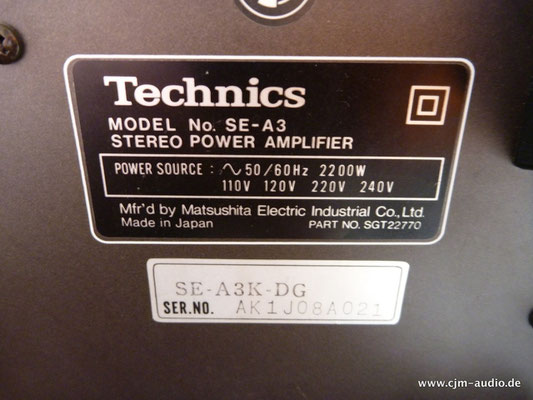 Technics
MODEL No. SE-A3
STEREO POWER AMPLIFIER
POWER SOURCE : ∿ 50/60Hz 2200W
110V 120V 220V 240V
Mfr'd by Matsushita Electric Industrial Co., Ltd.
Made in Japan PART NO. SGT22770
SE-A3K-DG
SER.NO. AK1J08A021
www.cjm-audio.de